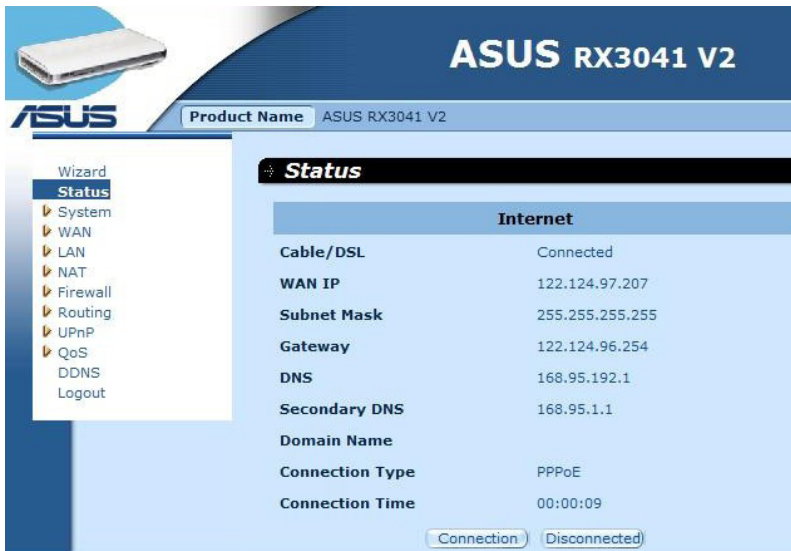 ASUS RX3041 V2
ASUS
Product Name ASUS RX3041 V2
Wizard
Status
System
WAN
LAN
NAT
Firewall
Routing
UPnP
QoS
DDNS
Logout
Status
Internet
Cable/DSL Connected
WAN IP 122.124.97.207
Subnet Mask 255.255.255.255
Gateway 122.124.96.254
DNS 168.95.192.1
Secondary DNS 168.95.1.1
Domain Name
Connection Type PPPoE
Connection Time 00:00:09
Connection Disconnected